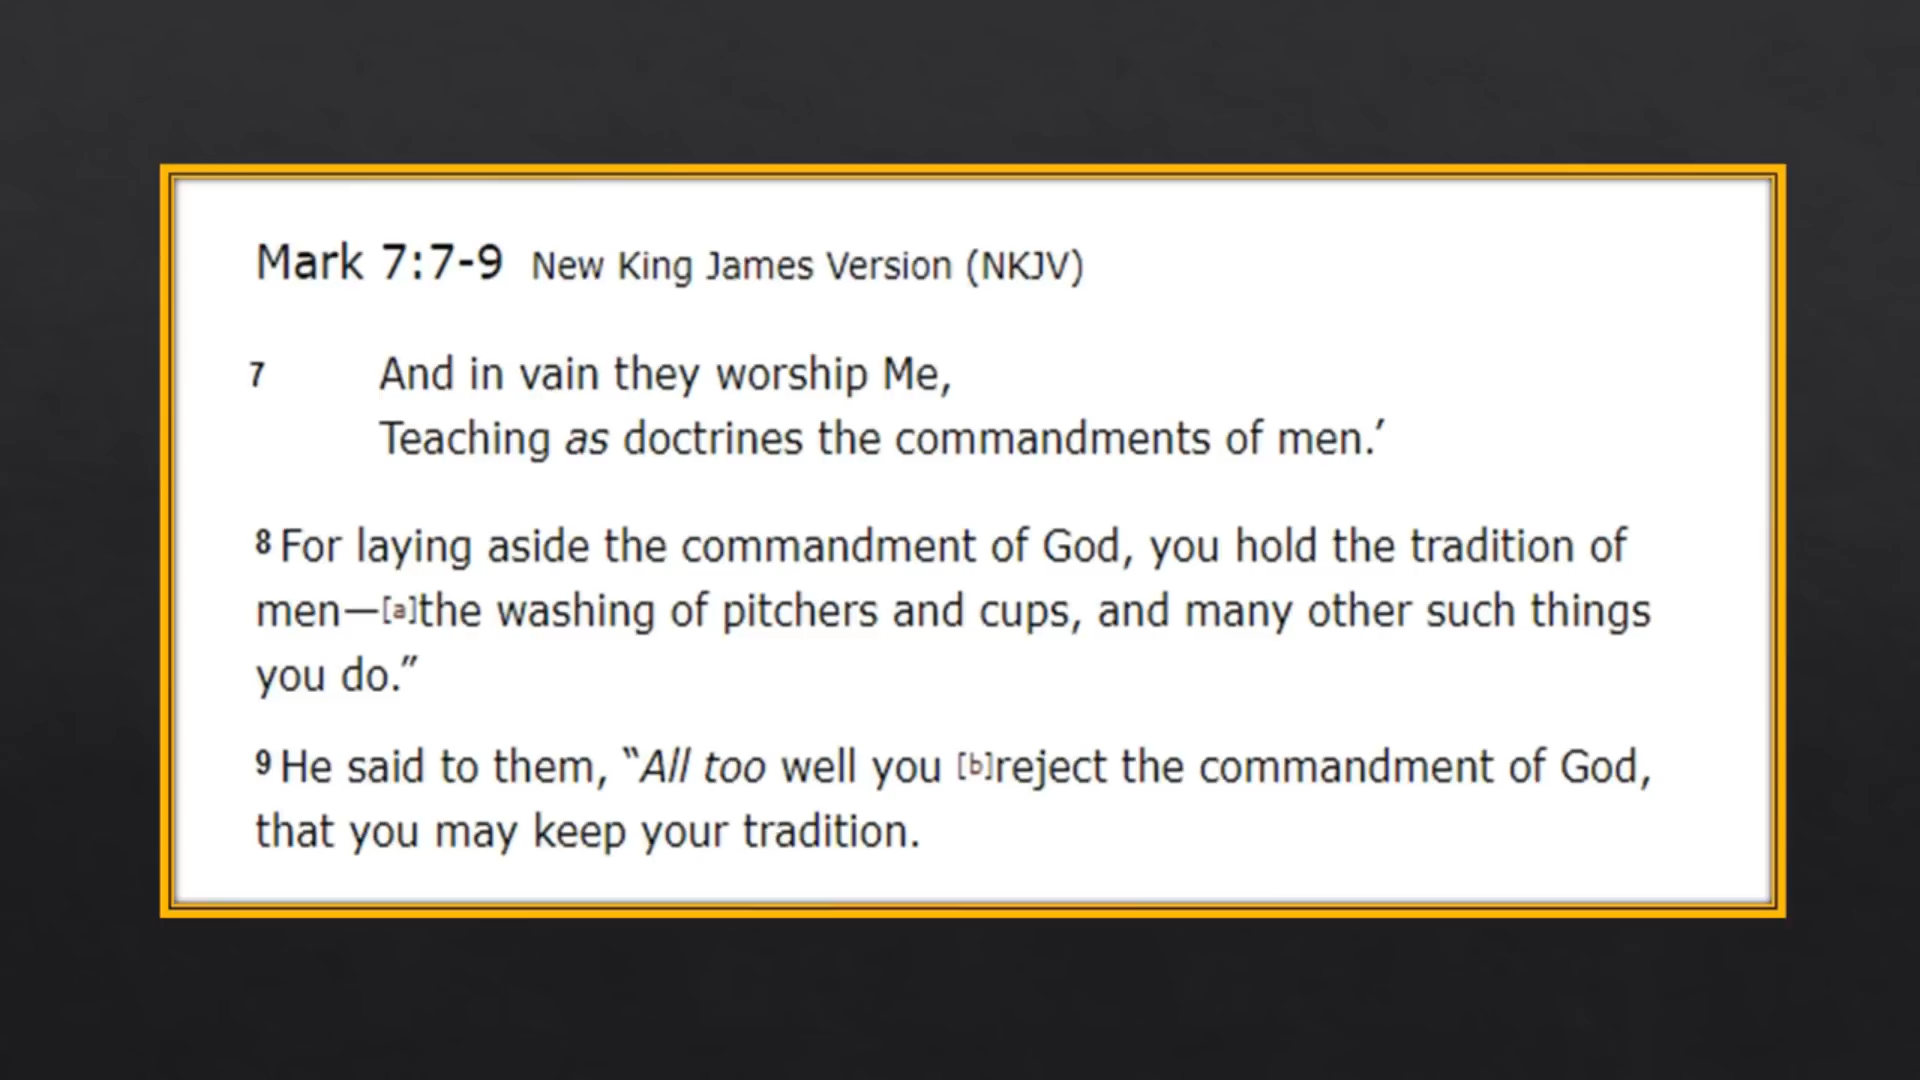 Mark 7:7-9 New King James Version (NKJV)
7 And in vain they worship Me,
Teaching as doctrines the commandments of men.’
8 For laying aside the commandment of God, you hold the tradition of
men—[a]the washing of pitchers and cups, and many other such things
you do.”
9 He said to them, “All too well you [b]reject the commandment of God,
that you may keep your tradition.